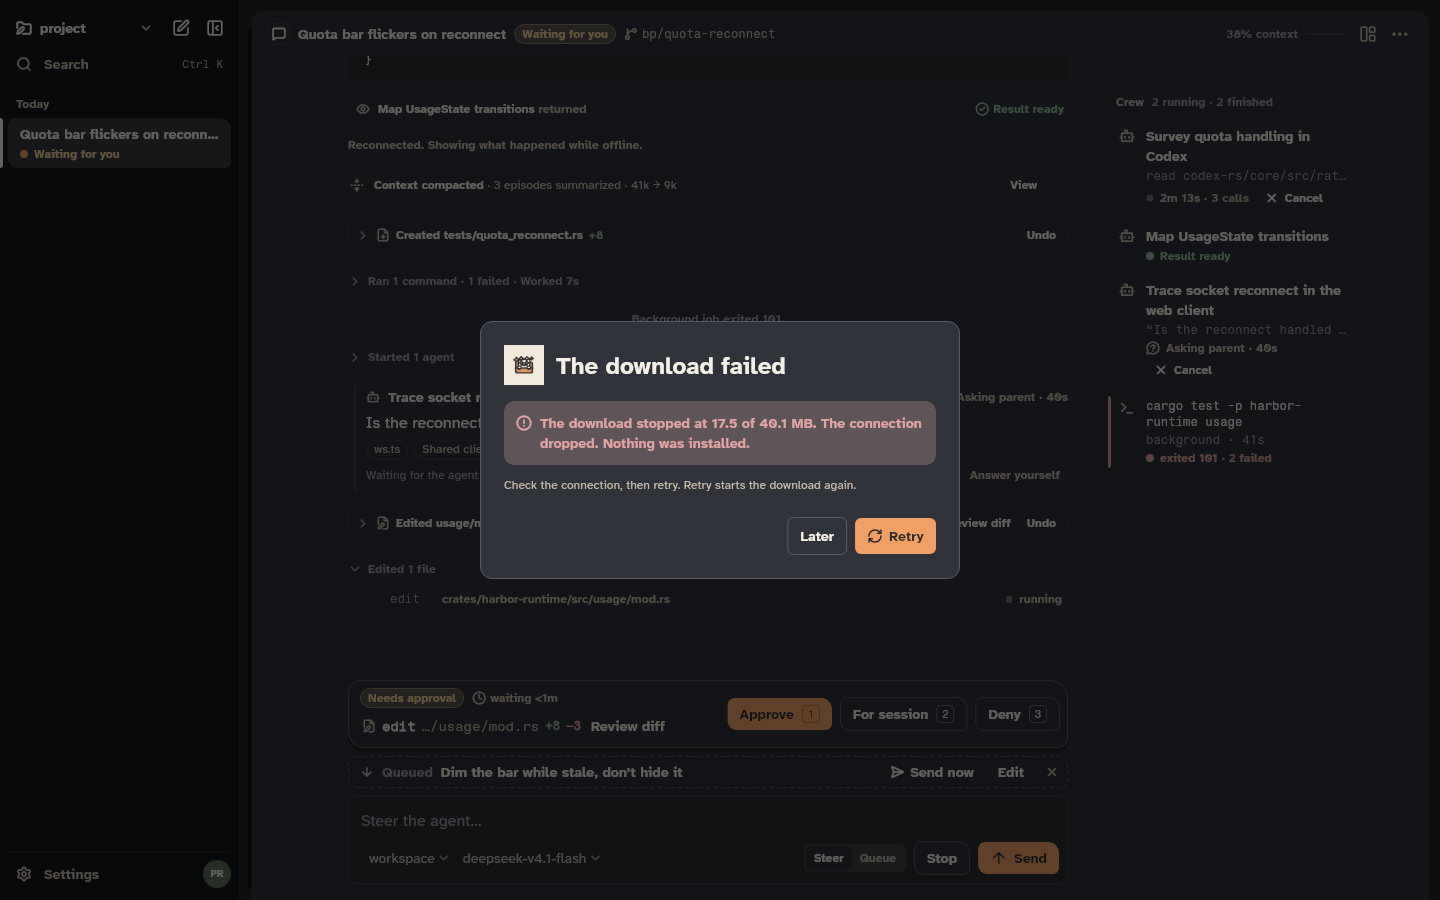 project
Search
Ctrl K
Today
Quota bar flickers on reconn...
Waiting for you
Settings
PR
Quota bar flickers on reconnect
Waiting for you
bp/quota-reconnect
38% context
}
Map UsageState transitions returned
Result ready
Reconnected. Showing what happened while offline.
Context compacted · 3 episodes summarized · 41k → 9k
View
Created tests/quota_reconnect.rs +8
Undo
Ran 1 command · 1 failed · Worked 7s
Background job exited 101
Started 1 agent
Trace socket
Asking parent · 40s
Is the reconnect
ws.ts
Shared
Waiting for the agent
Answer yourself
Edited
diff
Undo
Edited 1 file
edit
crates/harbor-runtime/src/usage/mod.rs
running
The download failed
The download stopped at 17.5 of 40.1 MB. The connection
dropped. Nothing was installed.
Check the connection, then retry. Retry starts the download again.
Later
Retry
Needs approval
waiting <1m
edit …/usage/mod.rs +8 −3 Review diff
Approve 1
For session 2
Deny 3
Queued Dim the bar while stale, don’t hide it
Send now
Edit
Steer the agent...
workspace
deepseek-v4.1-flash
Steer
Queue
Stop
Send
Crew 2 running · 2 finished
Survey quota handling in
Codex
read codex-rs/core/src/rat…
2m 13s · 3 calls
Cancel
Map UsageState transitions
Result ready
Trace socket reconnect in the
web client
“Is the reconnect handled …
Asking parent · 40s
Cancel
cargo test -p harbor-
runtime usage
background · 41s
exited 101 · 2 failed